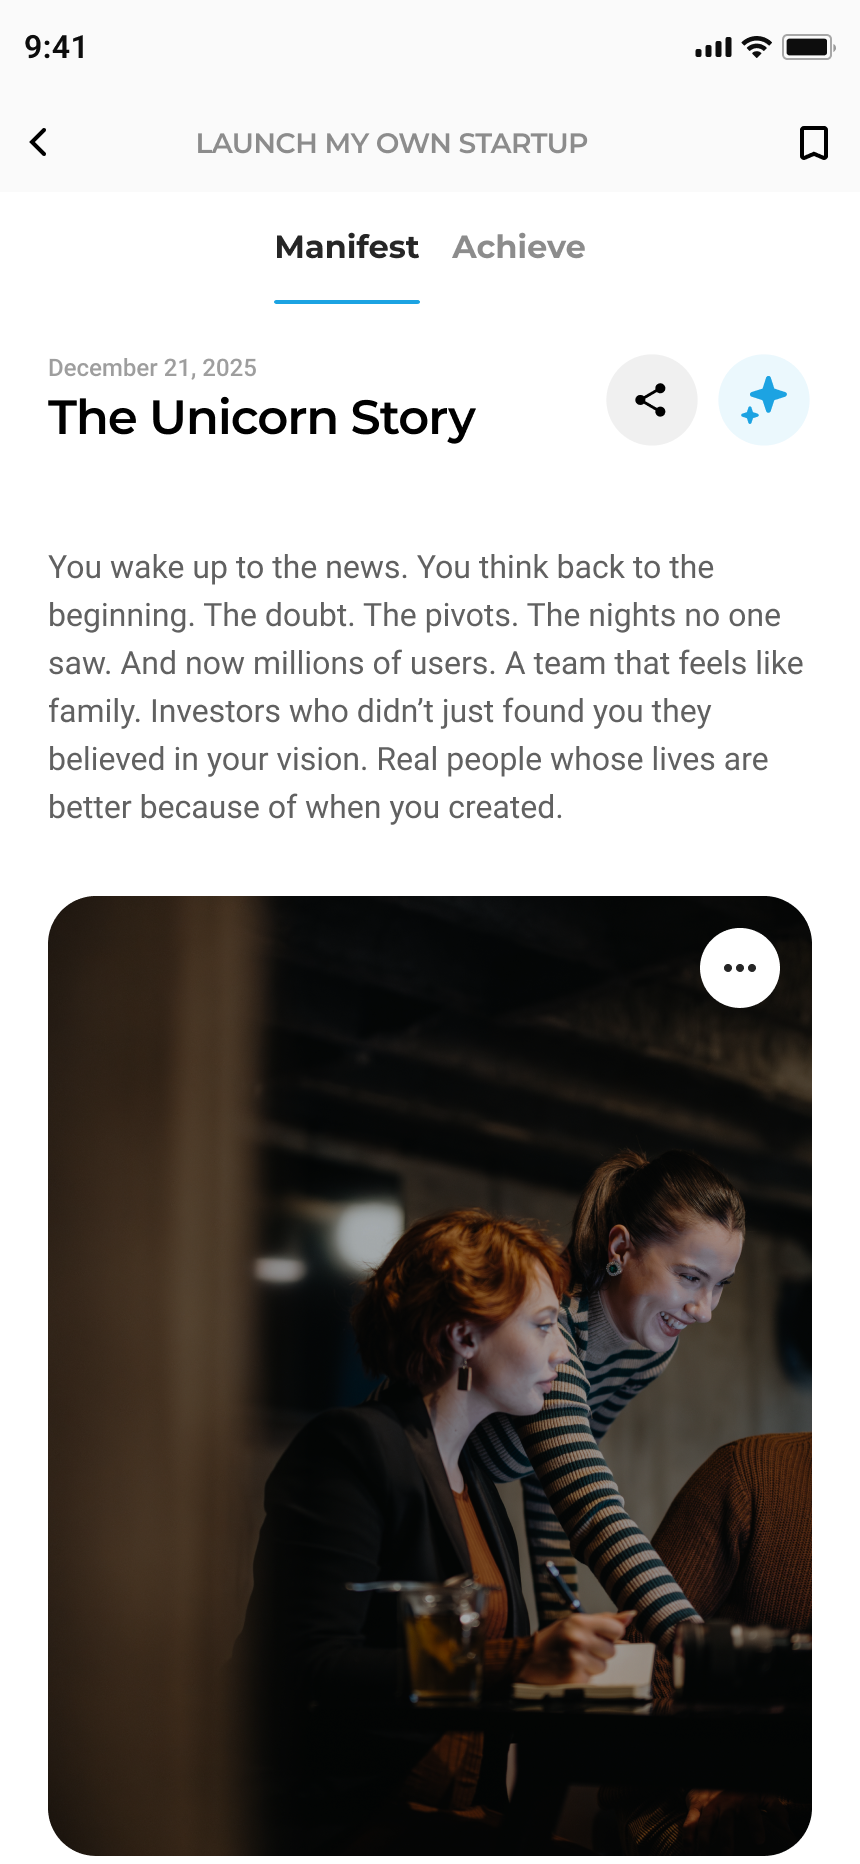 9:41
LAUNCH MY OWN STARTUP
Manifest Achieve
December 21, 2025
The Unicorn Story
You wake up to the news. You think back to the
beginning. The doubt. The pivots. The nights no one
saw. And now millions of users. A team that feels like
family. Investors who didn’t just found you they
believed in your vision. Real people whose lives are
better because of when you created.